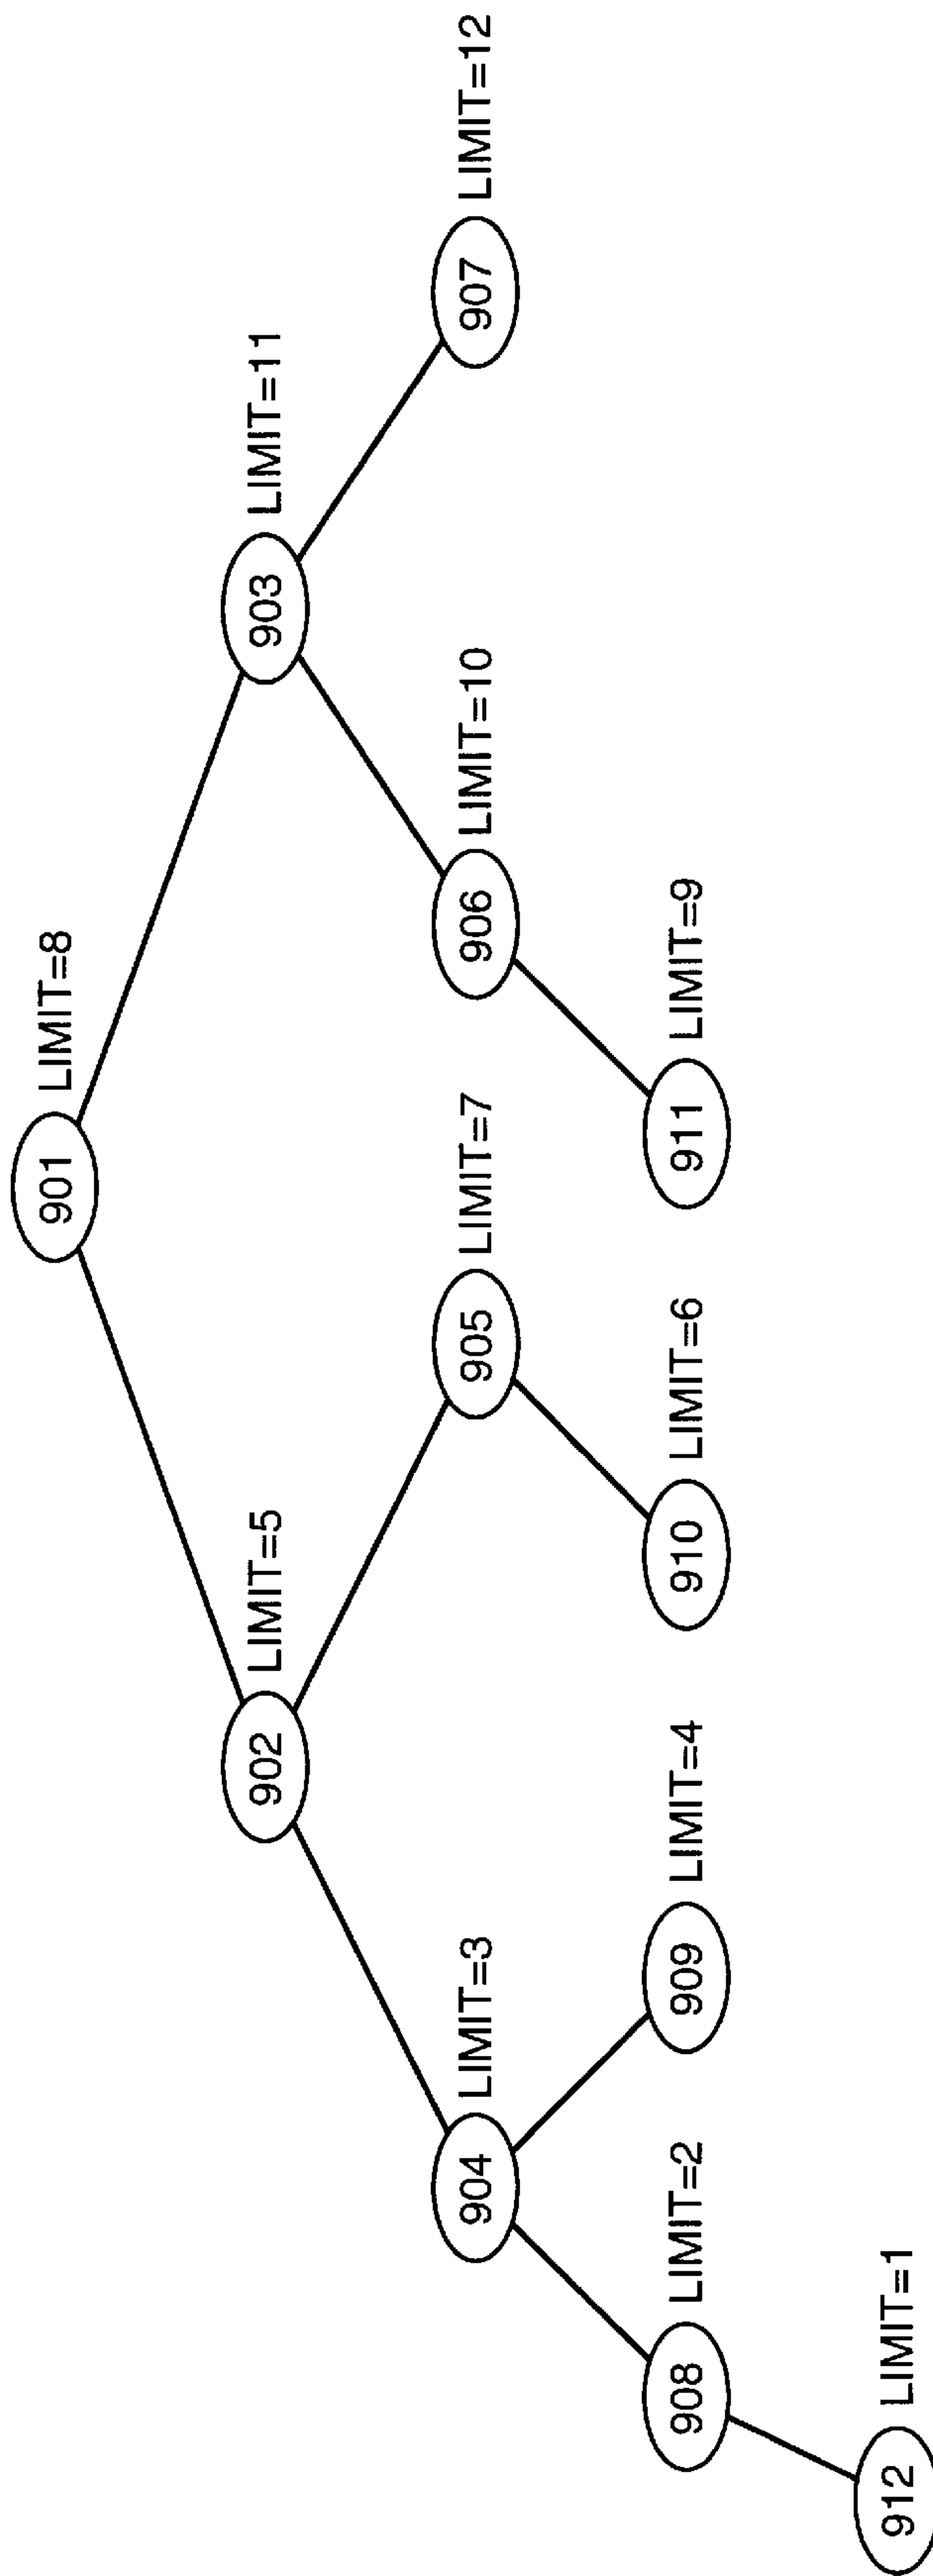 901 LIMIT=8
902 LIMIT=5
903 LIMIT=11
904 LIMIT=3
905 LIMIT=7
906 LIMIT=10
907 LIMIT=12
908 LIMIT=2
909 LIMIT=4
910 LIMIT=6
911 LIMIT=9
912 LIMIT=1